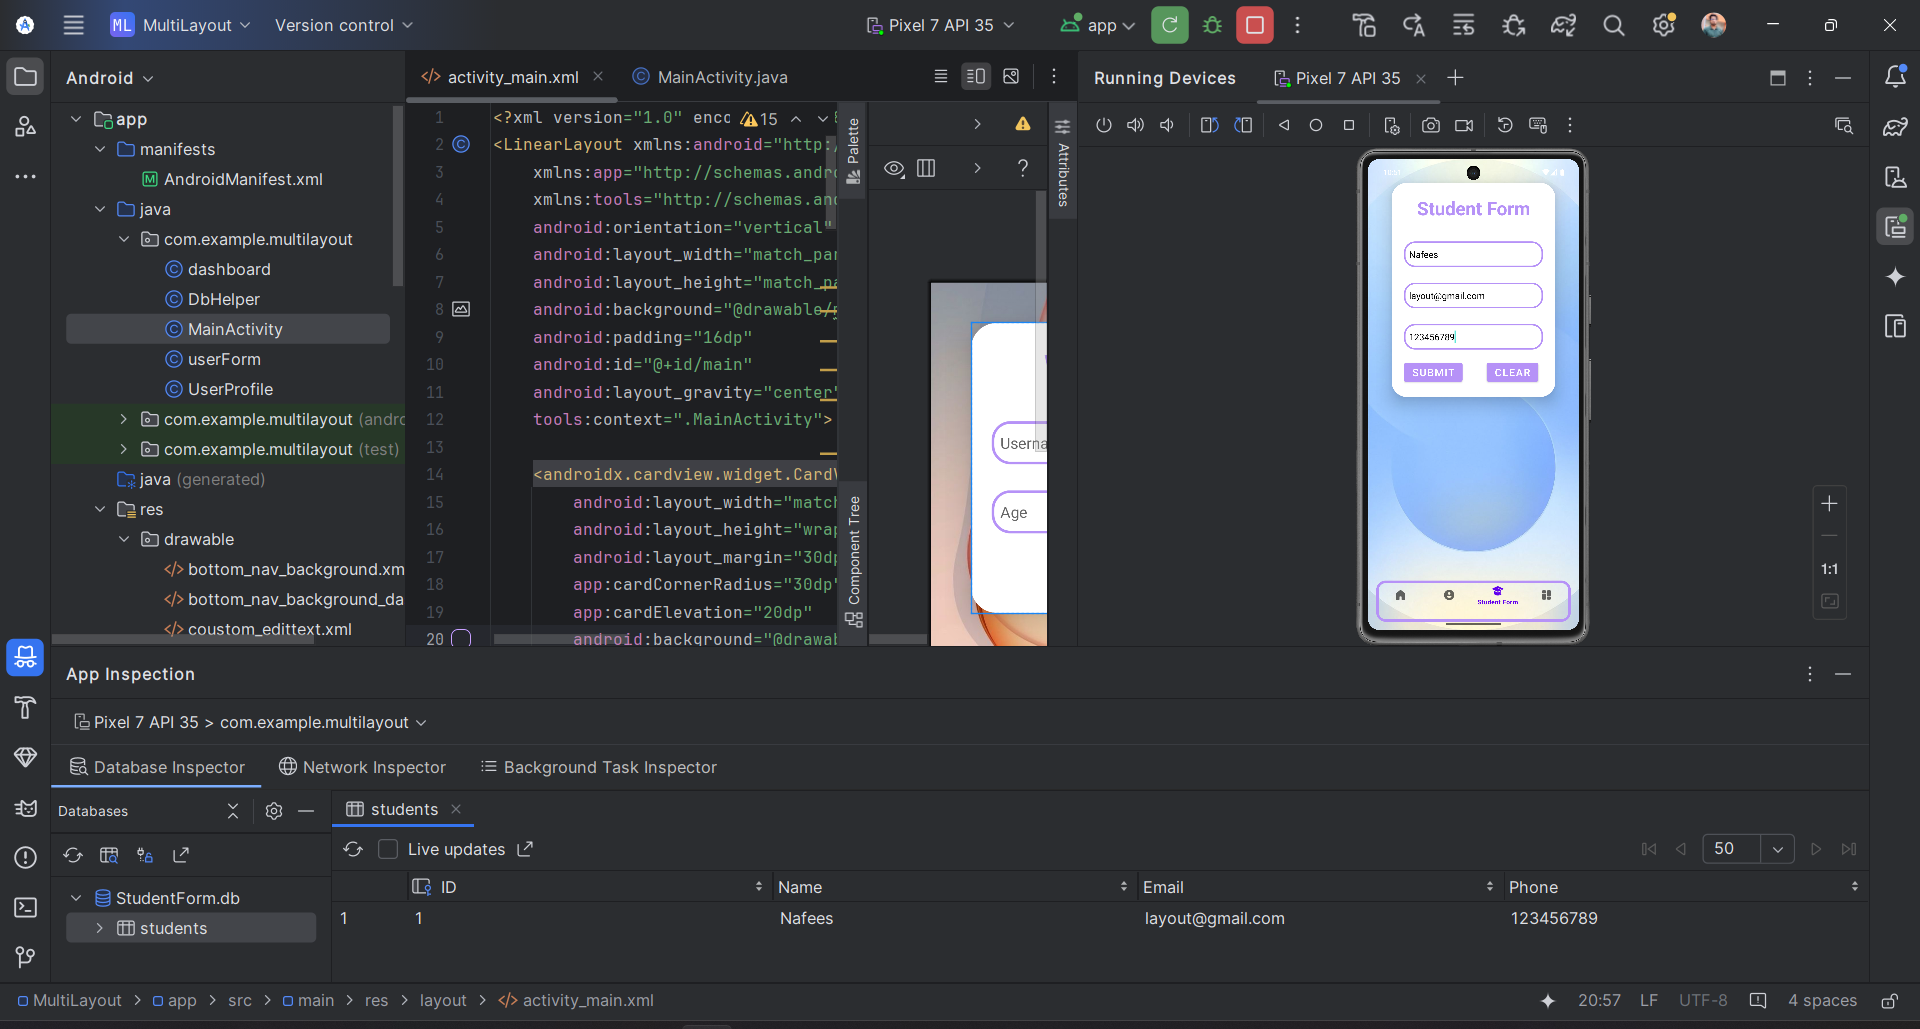 ML MultiLayout Version control Pixel 7 API 35 app
Android
activity_main.xml
MainActivity.java
Running Devices
Pixel 7 API 35
app
manifests
AndroidManifest.xml
java
com.example.multilayout
dashboard
DbHelper
MainActivity
userForm
UserProfile
com.example.multilayout (andro
com.example.multilayout (test)
java (generated)
res
drawable
bottom_nav_background.xm
bottom_nav_background_da
coustom_edittext.xml
1 <?xml version="1.0" enco 15
2 <LinearLayout xmlns:android="http:/
3 xmlns:app="http://schemas.andr
4 xmlns:tools="http://schemas.an
5 android:orientation="vertical"
6 android:layout_width="match_par
7 android:layout_height="match_pa
8 android:background="@drawable/
9 android:padding="16dp"
10 android:id="@+id/main"
11 android:layout_gravity="center"
12 tools:context=".MainActivity">
13
14 <androidx.cardview.widget.CardV
15 android:layout_width="match
16 android:layout_height="wrap
17 android:layout_margin="30dp
18 app:cardCornerRadius="30dp"
19 app:cardElevation="20dp"
20 android:background="@drawab
Palette
Component Tree
Attributes
?
Userna
Age
Student Form
Nafees
layout@gmail.com
123456789
SUBMIT CLEAR
Student Form
1:1
App Inspection
Pixel 7 API 35 > com.example.multilayout
Database Inspector Network Inspector Background Task Inspector
Databases
students
Live updates
50
StudentForm.db
students
ID Name Email Phone
1 1 Nafees layout@gmail.com 123456789
MultiLayout > app > src > main > res > layout > activity_main.xml
20:57 LF UTF-8 4 spaces